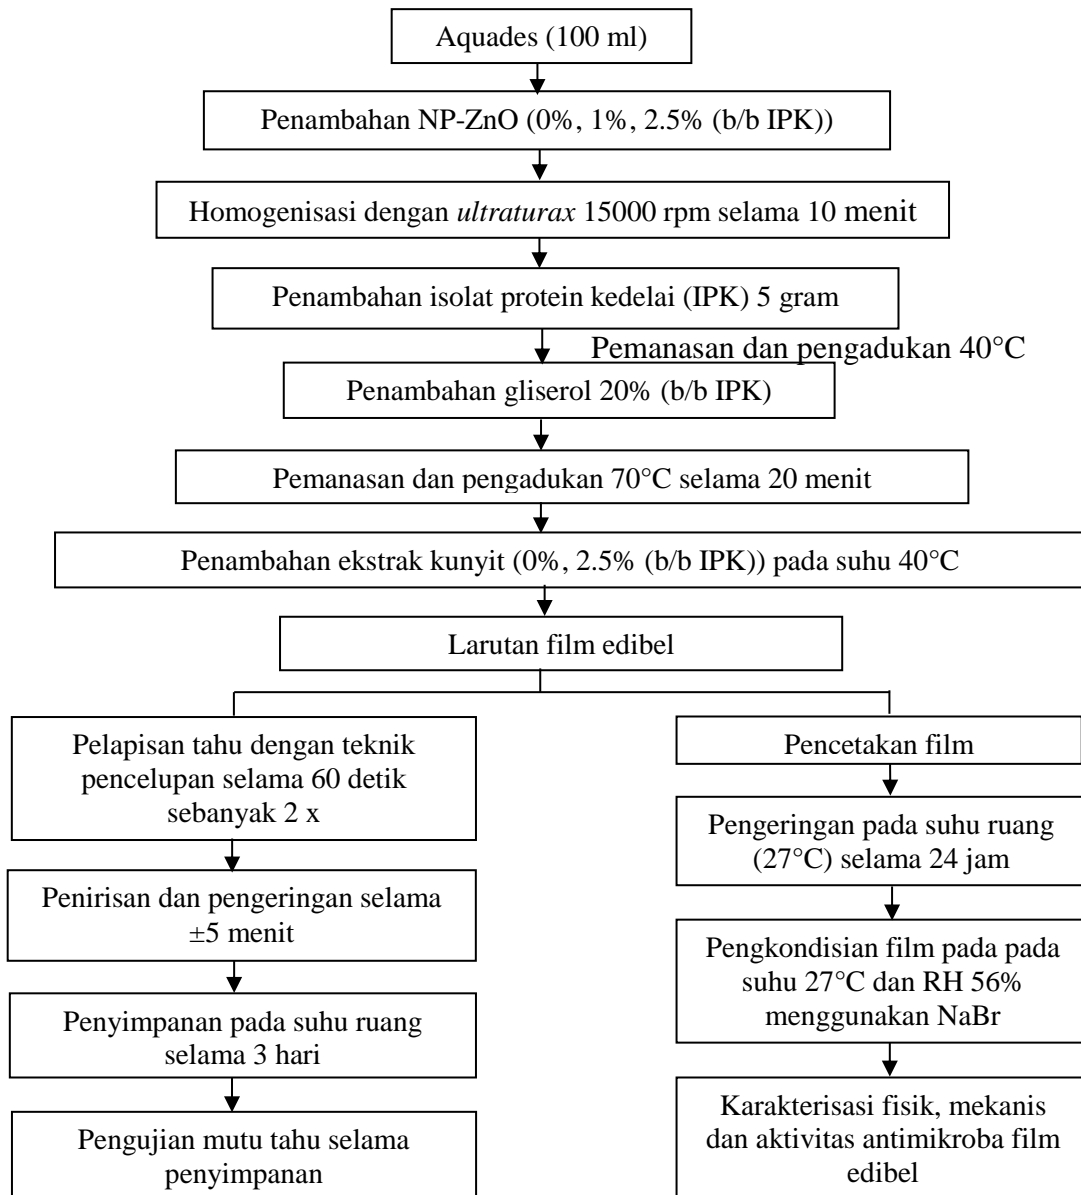 Aquades (100 ml)
Penambahan NP-ZnO (0%, 1%, 2.5% (b/b IPK))
Homogenisasi dengan ultraturax 15000 rpm selama 10 menit
Penambahan isolat protein kedelai (IPK) 5 gram
Pemanasan dan pengadukan 40°C
Penambahan gliserol 20% (b/b IPK)
Pemanasan dan pengadukan 70°C selama 20 menit
Penambahan ekstrak kunyit (0%, 2.5% (b/b IPK)) pada suhu 40°C
Larutan film edibel
Pelapisan tahu dengan teknik
pencelupan selama 60 detik
sebanyak 2 x
Penirisan dan pengeringan selama
±5 menit
Penyimpanan pada suhu ruang
selama 3 hari
Pengujian mutu tahu selama
penyimpanan
Pencetakan film
Pengeringan pada suhu ruang
(27°C) selama 24 jam
Pengkondisian film pada pada
suhu 27°C dan RH 56%
menggunakan NaBr
Karakterisasi fisik, mekanis
dan aktivitas antimikroba film
edibel